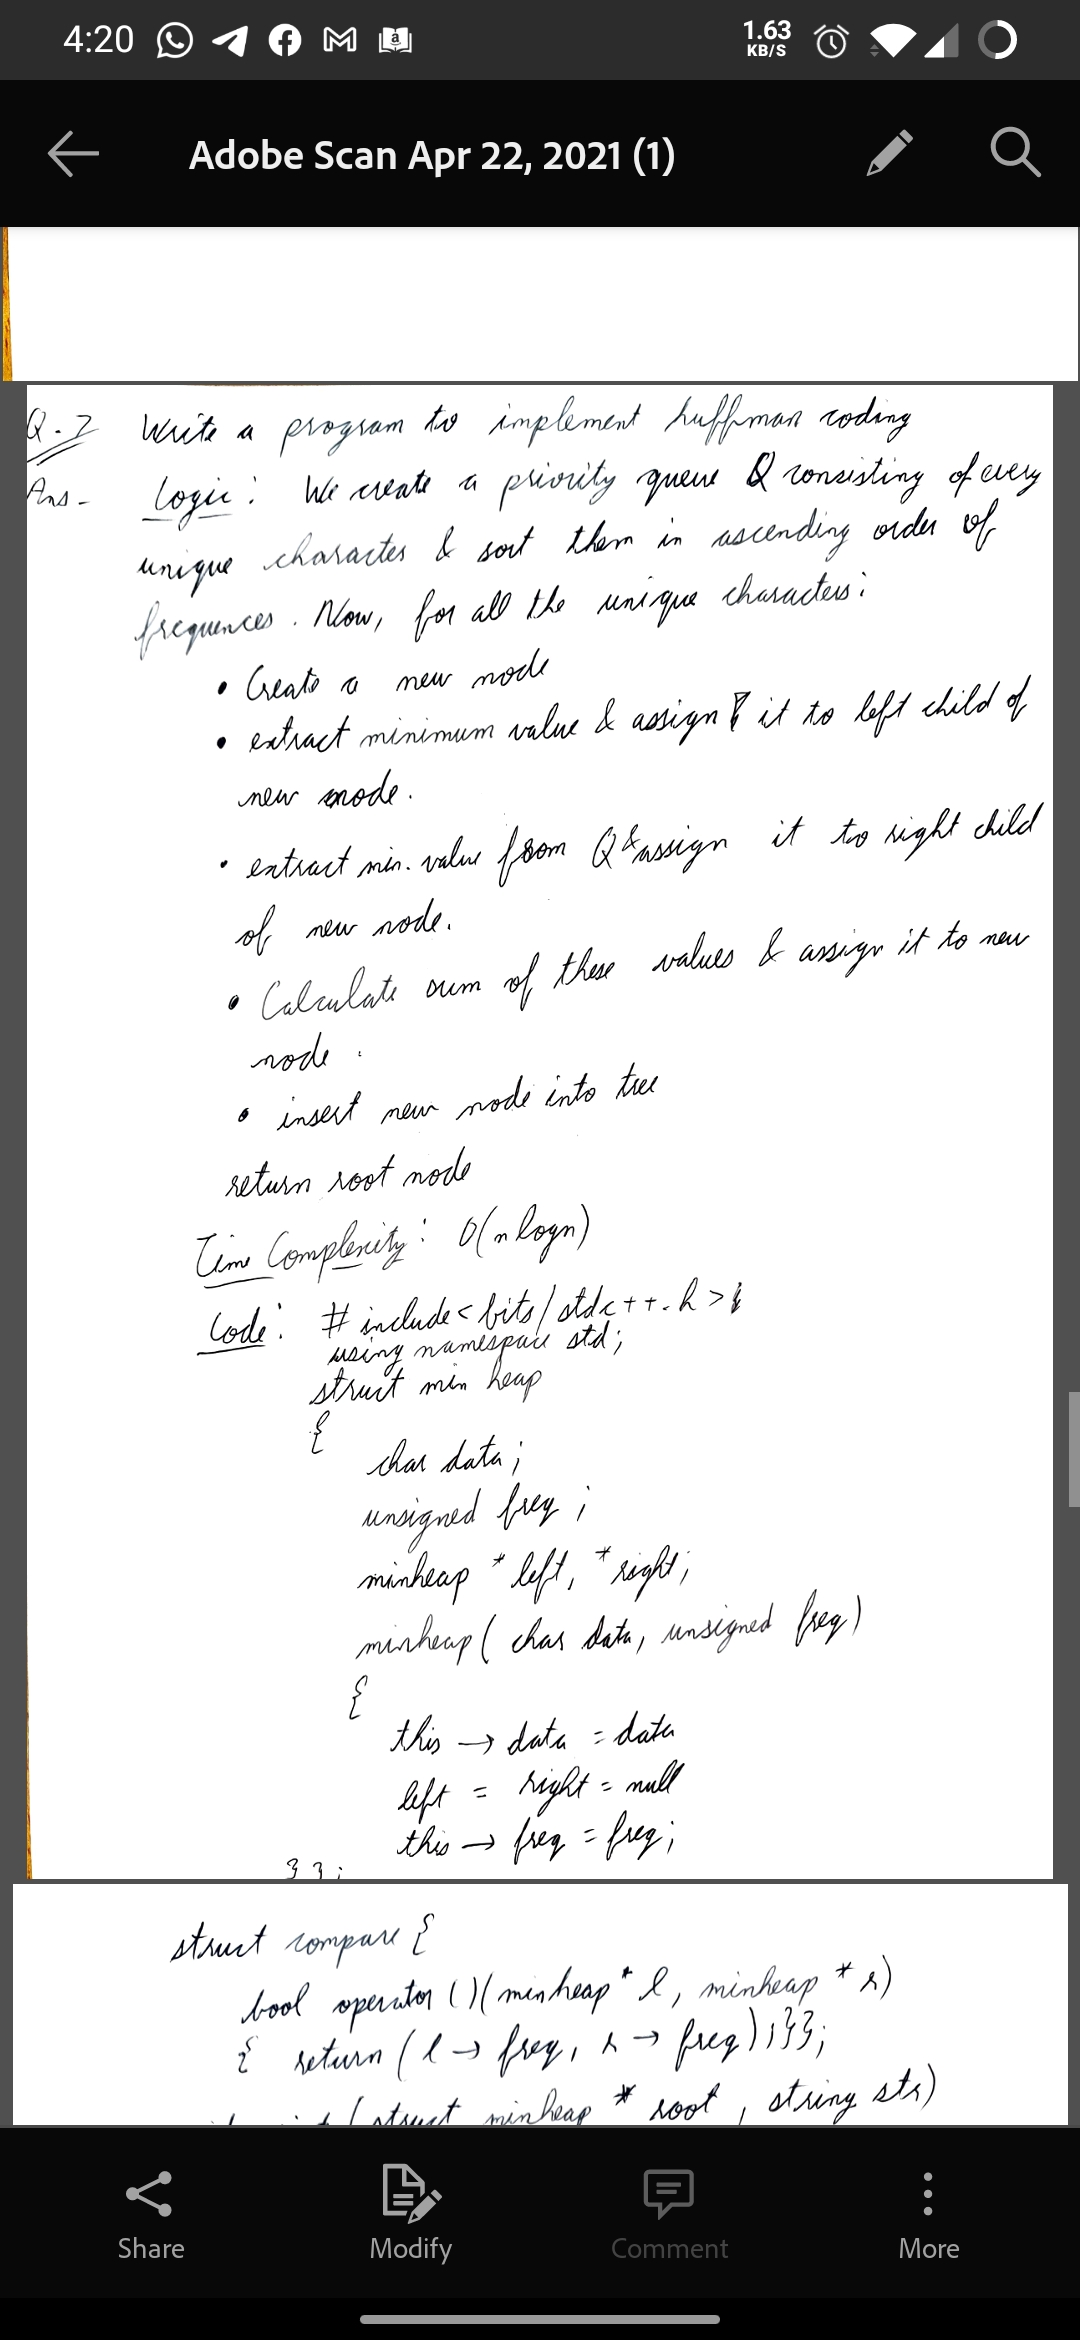 4:20
1.63 KB/S
Adobe Scan Apr 22, 2021 (1)
Q.7 Write a program to implement huffman coding
Ans - Logic: We create a priority queue Q consisting of every
unique character & sort them in ascending order of
frequences. Now, for all the unique characters:
• Create a new node
• extract minimum value & assign it to left child of
new node.
• extract min. value from Q & assign it to right child
of new node.
• Calculate sum of these values & assign it to new
node.
• insert new node into tree
return root node
Time Complexity: O(n logn)
Code: # include < bits / stdc++.h >
using namespace std;
struct min heap
{
char data;
unsigned freq;
minheap * left, * right;
minheap ( char data, unsigned freq)
{
this → data = data
left = right = null
this → freq = freq;
}};
struct compare {
bool operator ()( minheap * l, minheap * r)
{ return ( l → freq, r → freq);}};
( struct minheap * root, string str)
Share
Modify
Comment
More